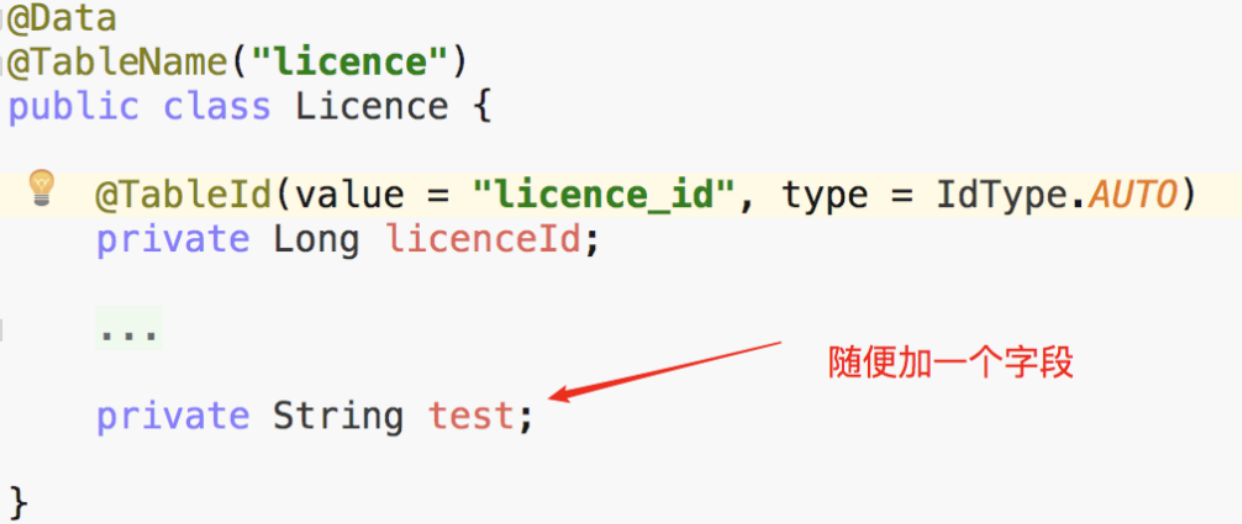 @Data
@TableName("licence")
public class Licence {
@TableId(value = "licence_id", type = IdType.AUTO)
private Long licenceId;
...
随便加一个字段
private String test;
}